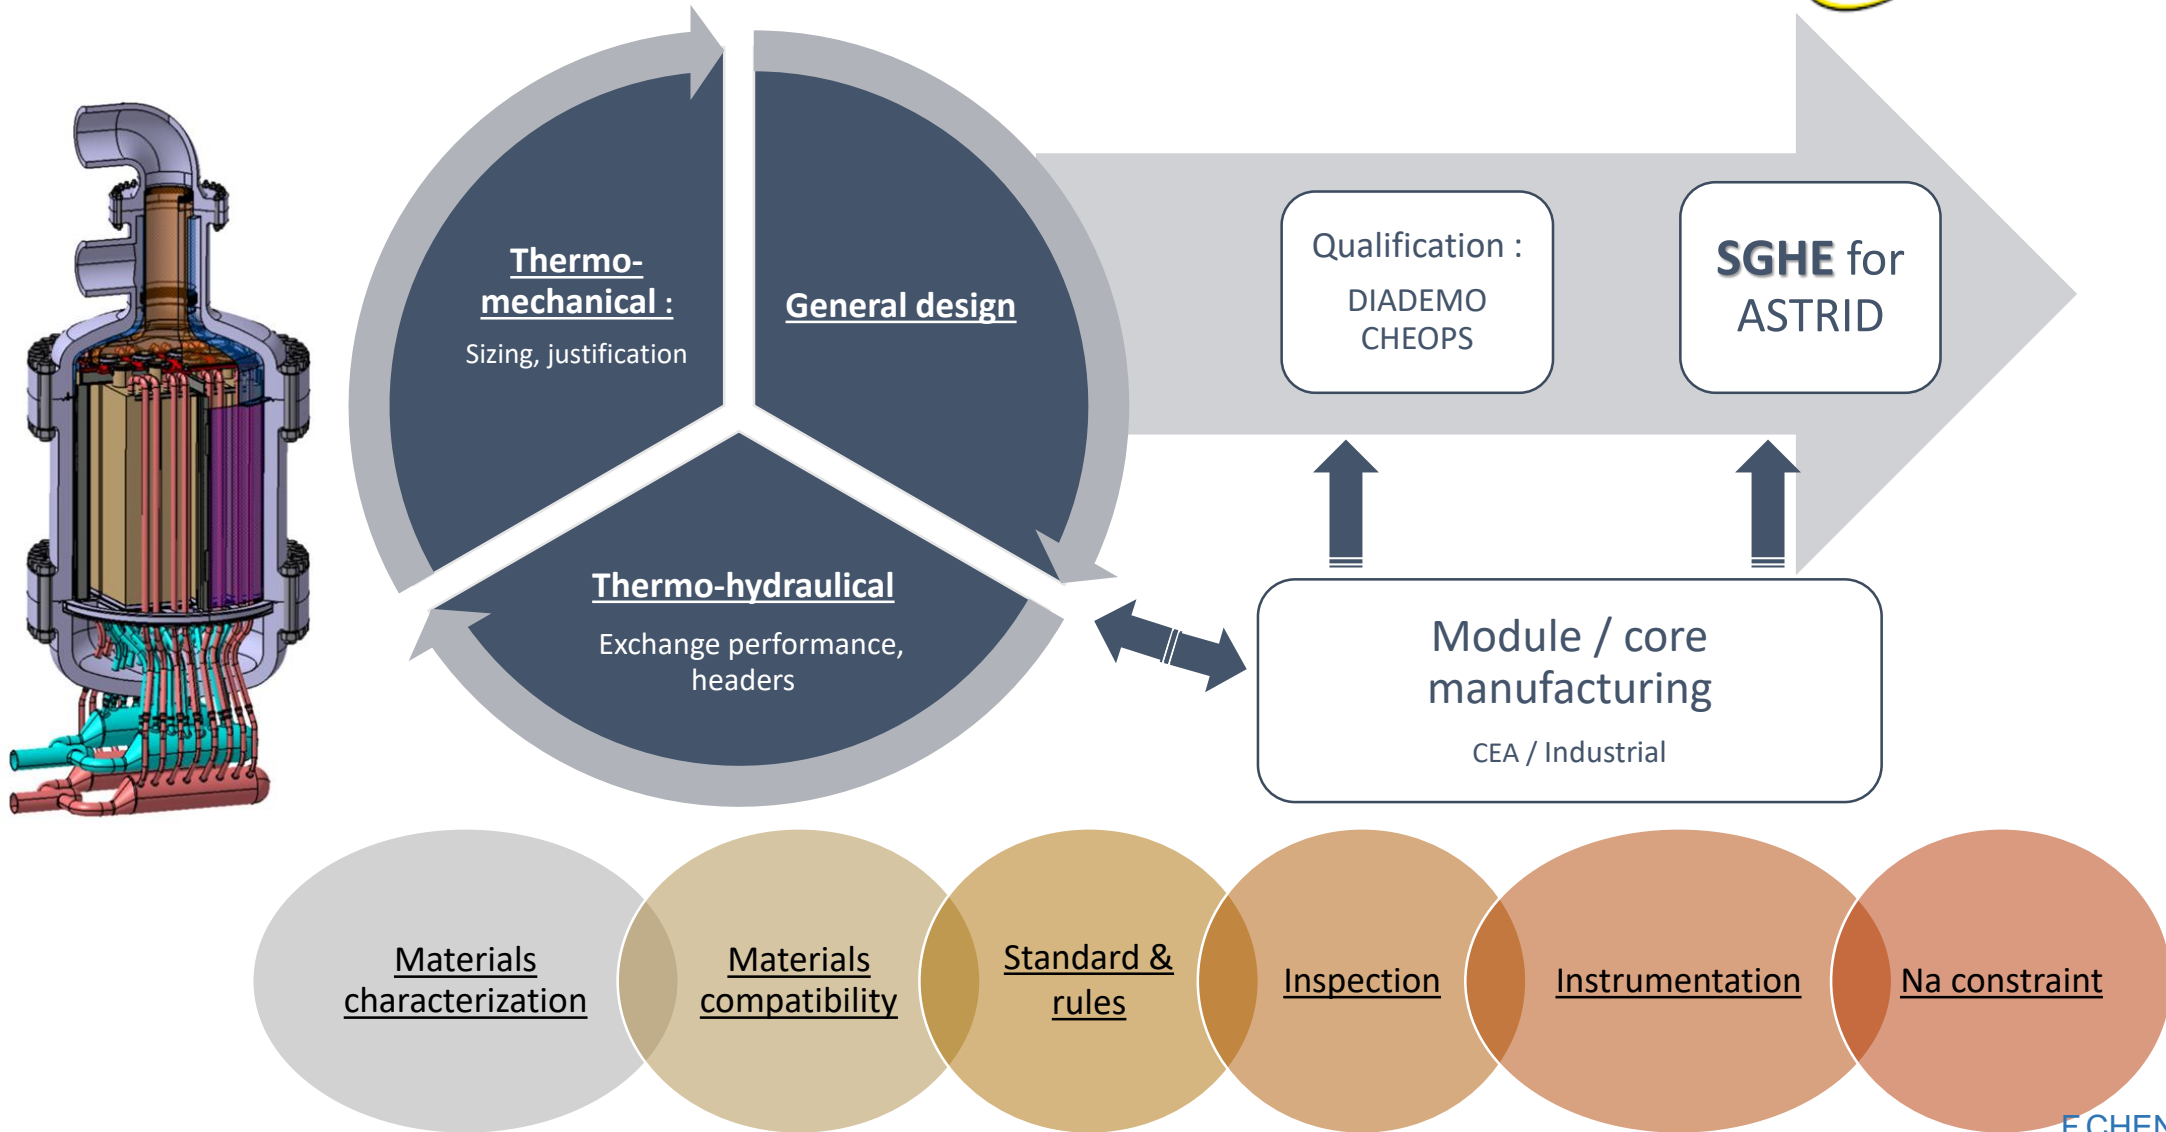 Thermo-
mechanical :
Sizing, justification
General design
Thermo-hydraulical
Exchange performance,
headers
Qualification :
DIADEMO
CHEOPS
SGHE for
ASTRID
Module / core
manufacturing
CEA / Industrial
Materials
characterization
Materials
compatibility
Standard &
rules
Inspection
Instrumentation
Na constraint